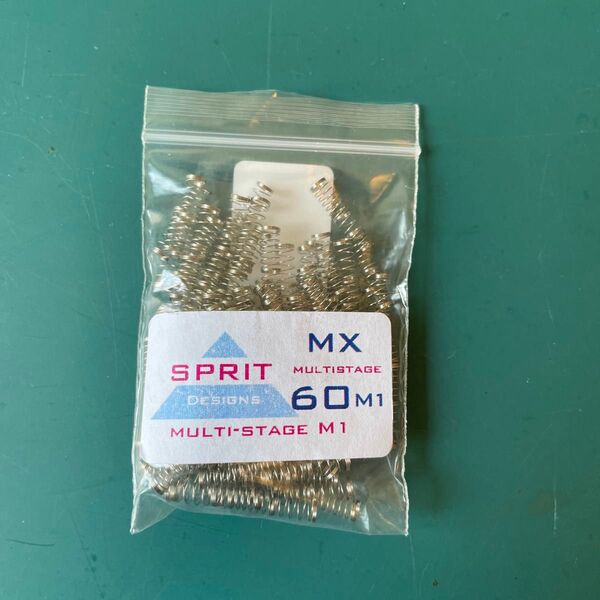 SPRIT
DESIGNS
MX
MULTISTAGE
60M1
MULTI-STAGE M1